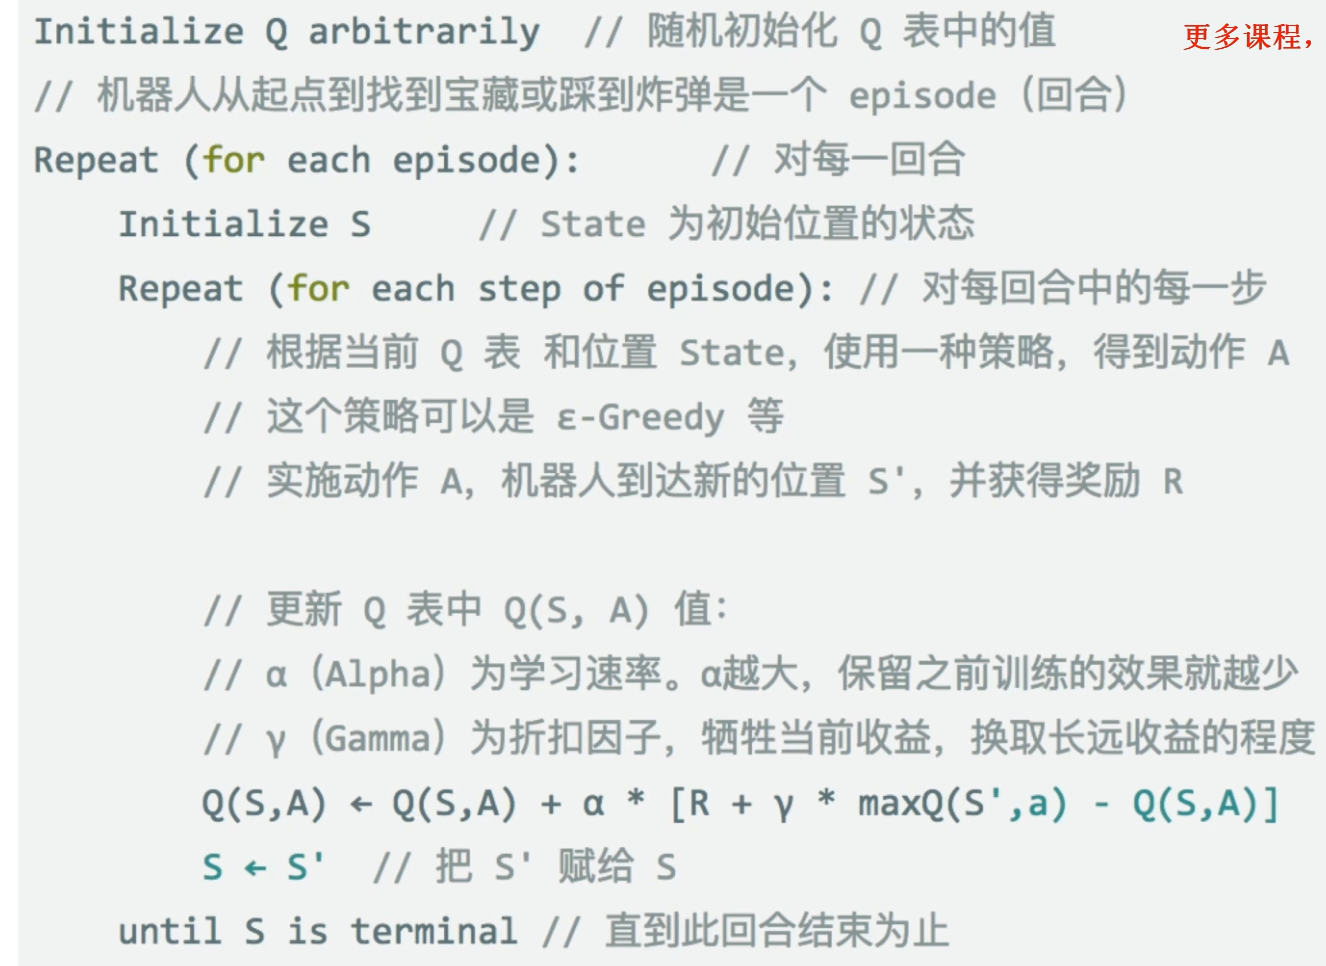 Initialize Q arbitrarily // 随机初始化 Q 表中的值
更多课程，
// 机器人从起点到找到宝藏或踩到炸弹是一个 episode（回合）
Repeat (for each episode): // 对每一回合
Initialize S // State 为初始位置的状态
Repeat (for each step of episode): // 对每回合中的每一步
// 根据当前 Q 表 和位置 State，使用一种策略，得到动作 A
// 这个策略可以是 ε-Greedy 等
// 实施动作 A，机器人到达新的位置 S'，并获得奖励 R
// 更新 Q 表中 Q(S, A) 值：
// α（Alpha）为学习速率。α越大，保留之前训练的效果就越少
// γ（Gamma）为折扣因子，牺牲当前收益，换取长远收益的程度
Q(S,A) ← Q(S,A) + α * [R + γ * maxQ(S',a) - Q(S,A)]
S ← S' // 把 S' 赋给 S
until S is terminal // 直到此回合结束为止